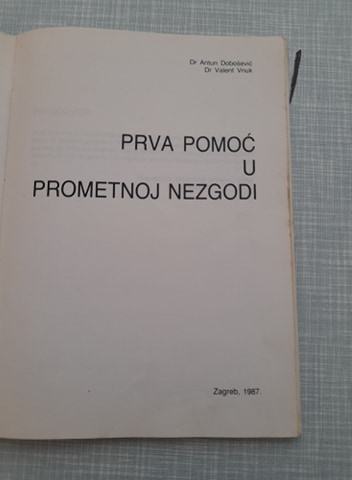 Dr Antun Dobošević
Dr Valent Vnuk
PRVA POMOĆ
U
PROMETNOJ NEZGODI
Zagreb, 1987.